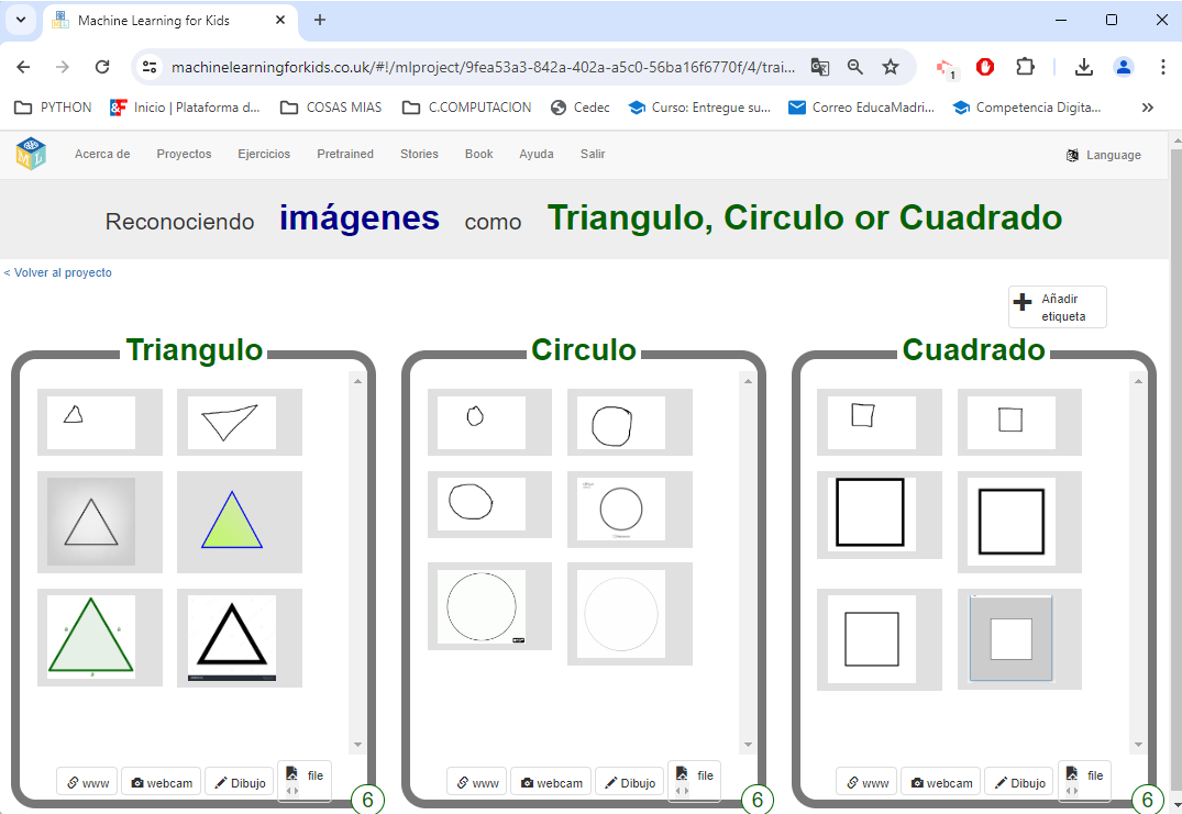 Machine Learning for Kids
machinelearningforkids.co.uk/#!/mlproject/9fea53a3-842a-402a-a5c0-56ba16f6770f/4/trai...
1
PYTHON
Inicio | Plataforma d...
COSAS MIAS
C.COMPUTACION
Cedec
Curso: Entregue su...
Correo EducaMadri...
Competencia Digita...
Acerca de
Proyectos
Ejercicios
Pretrained
Stories
Book
Ayuda
Salir
Language
Reconociendo imágenes como Triangulo, Circulo or Cuadrado
< Volver al proyecto
Añadir
etiqueta
Triangulo
Circulo
Cuadrado
www
webcam
Dibujo
file
6
www
webcam
Dibujo
file
6
www
webcam
Dibujo
file
6